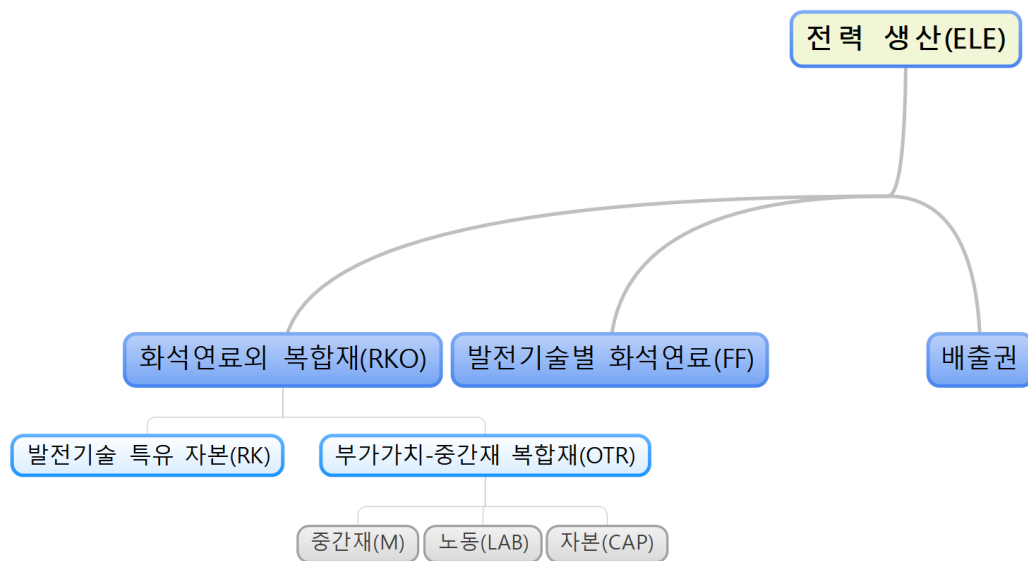 전력 생산(ELE)
화석연료외 복합재(RKO)
발전기술별 화석연료(FF)
배출권
발전기술 특유 자본(RK)
부가가치-중간재 복합재(OTR)
중간재(M)
노동(LAB)
자본(CAP)